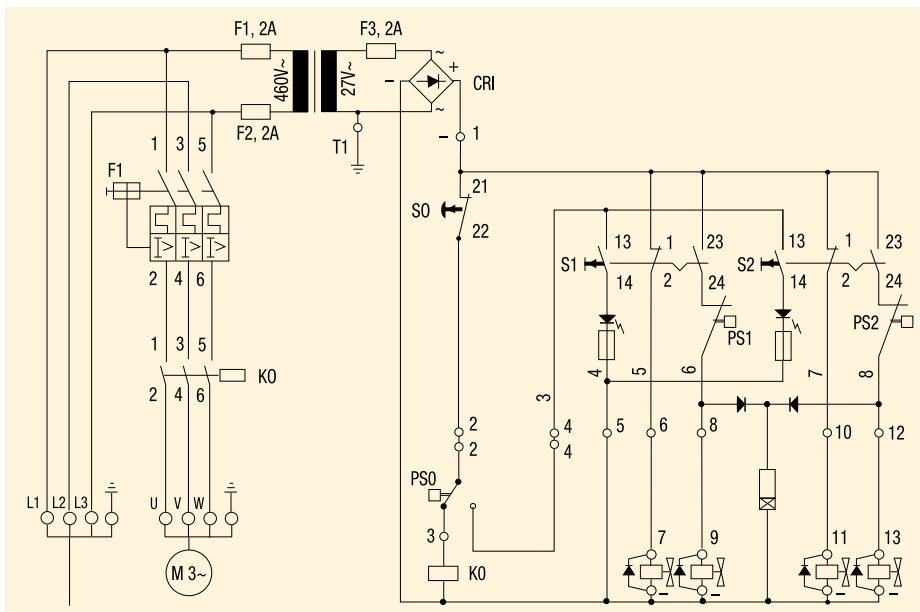 F1, 2A
F3, 2A
~
+
460V~
27V~
−
CRI
F2, 2A
~
T1
− 1
1 3 5
F1
21
S0
22
I> I> I>
2 4 6
13 1 23
S1
14 2 24
13 1 23
S2
14 2 24
PS1
PS2
1 3 5
K0
2 4 6
3
4 5 6
7 8
2
2
4
4
5 6 8
10 12
PS0
L1 L2 L3
U V W
3
7 9
11 13
K0
M 3~
− −
− −